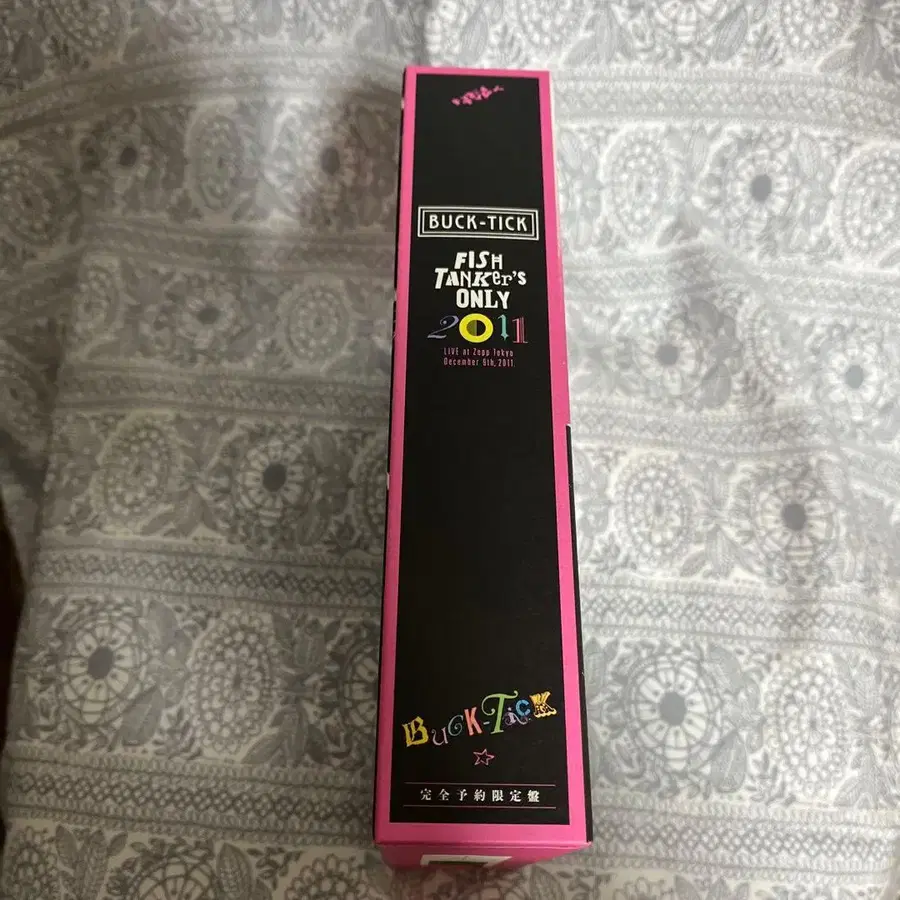 BUCK-TICK
FISH
TANKer's
ONLY
2011
LIVE at Zepp Tokyo
December 9th, 2011.
BUCK-TICK
完全予約限定盤